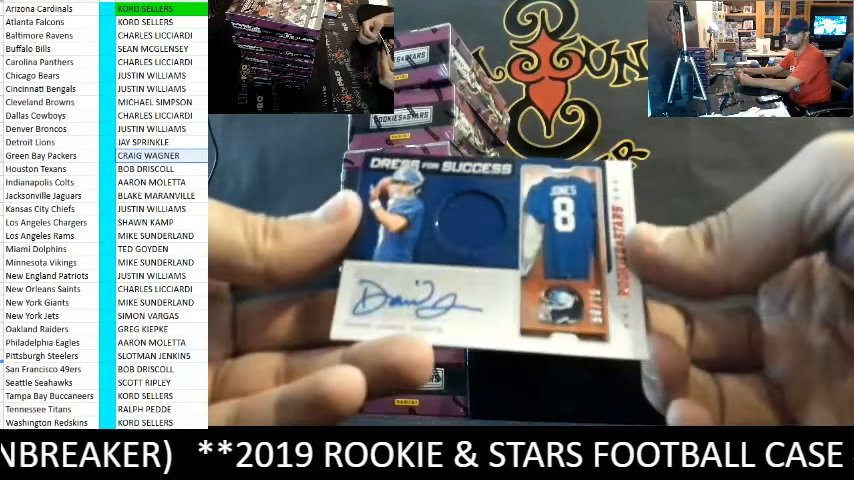 Arizona Cardinals KORD SELLERS
Atlanta Falcons KORD SELLERS
Baltimore Ravens CHARLES LICCIARDI
Buffalo Bills SEAN MCGLENSEY
Carolina Panthers CHARLES LICCIARDI
Chicago Bears JUSTIN WILLIAMS
Cincinnati Bengals JUSTIN WILLIAMS
Cleveland Browns MICHAEL SIMPSON
Dallas Cowboys CHARLES LICCIARDI
Denver Broncos JUSTIN WILLIAMS
Detroit Lions JAY SPRINKLE
Green Bay Packers CRAIG WAGNER
Houston Texans BOB DRISCOLL
Indianapolis Colts AARON MOLETTA
Jacksonville Jaguars BLAKE MARANVILLE
Kansas City Chiefs JUSTIN WILLIAMS
Los Angeles Chargers SHAWN KAMP
Los Angeles Rams MIKE SUNDERLAND
Miami Dolphins TED GOYDEN
Minnesota Vikings MIKE SUNDERLAND
New England Patriots JUSTIN WILLIAMS
New Orleans Saints CHARLES LICCIARDI
New York Giants MIKE SUNDERLAND
New York Jets SIMON VARGAS
Oakland Raiders GREG KIEPKE
Philadelphia Eagles AARON MOLETTA
Pittsburgh Steelers SLOTMAN JENKINS
San Francisco 49ers BOB DRISCOLL
Seattle Seahawks SCOTT RIPLEY
Tampa Bay Buccaneers KORD SELLERS
Tennessee Titans RALPH PEDDE
Washington Redskins KORD SELLERS
ROOKIES&STARS
PANINI
DRESS FOR SUCCESS
JONES
8
ROOKIES&STARS
PANINI
NBREAKER) **2019 ROOKIE & STARS FOOTBALL CASE